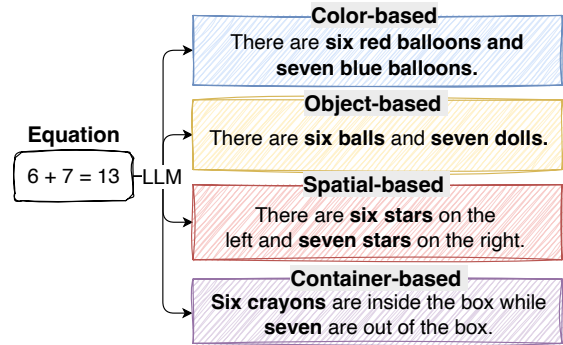 Color-based
There are six red balloons and
seven blue balloons.
Object-based
There are six balls and seven dolls.
Equation
6 + 7 = 13
LLM
Spatial-based
There are six stars on the
left and seven stars on the right.
Container-based
Six crayons are inside the box while
seven are out of the box.